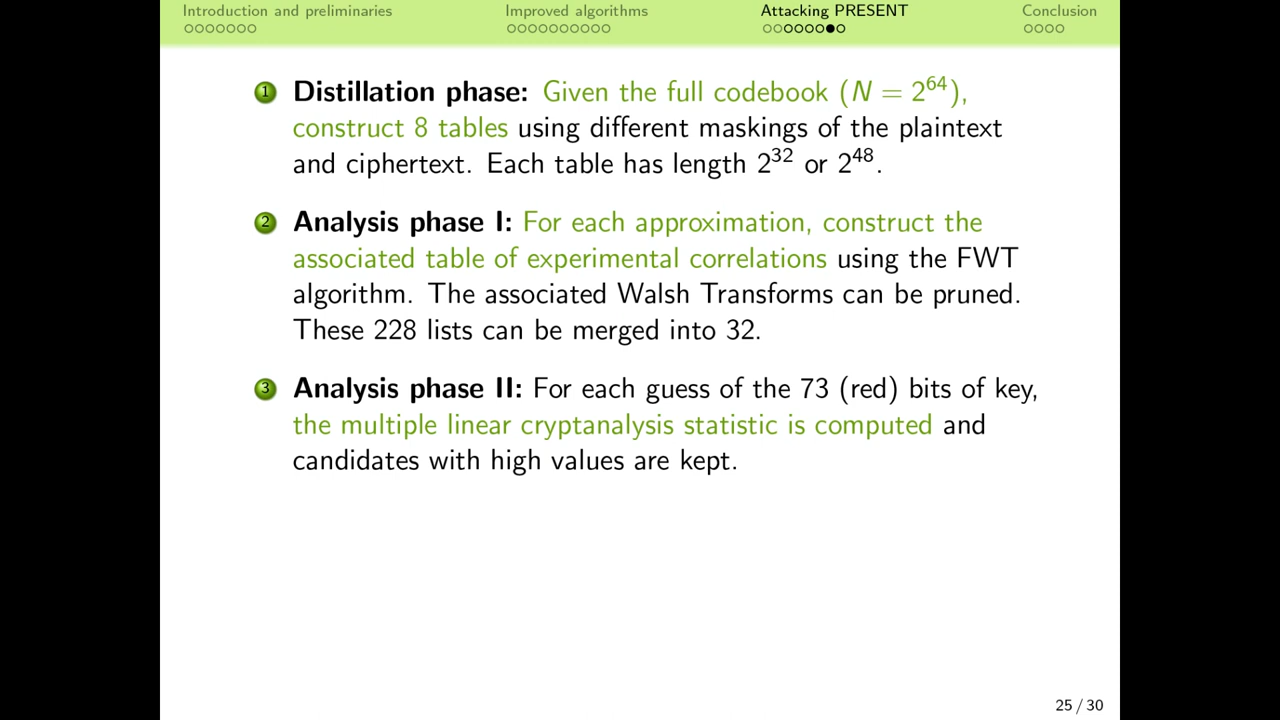 Introduction and preliminaries Improved algorithms Attacking PRESENT Conclusion
1 Distillation phase: Given the full codebook (N = 2^64),
construct 8 tables using different maskings of the plaintext
and ciphertext. Each table has length 2^32 or 2^48.
2 Analysis phase I: For each approximation, construct the
associated table of experimental correlations using the FWT
algorithm. The associated Walsh Transforms can be pruned.
These 228 lists can be merged into 32.
3 Analysis phase II: For each guess of the 73 (red) bits of key,
the multiple linear cryptanalysis statistic is computed and
candidates with high values are kept.
25 / 30